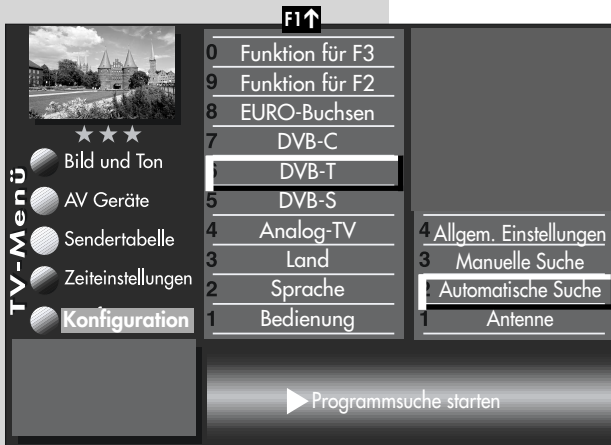 F1↑
TV-Menü
Bild und Ton
AV Geräte
Sendertabelle
Zeiteinstellungen
Konfiguration
0 Funktion für F3
9 Funktion für F2
8 EURO-Buchsen
7 DVB-C
6 DVB-T
5 DVB-S
4 Analog-TV
3 Land
2 Sprache
1 Bedienung
4 Allgem. Einstellungen
3 Manuelle Suche
2 Automatische Suche
1 Antenne
Programmsuche starten